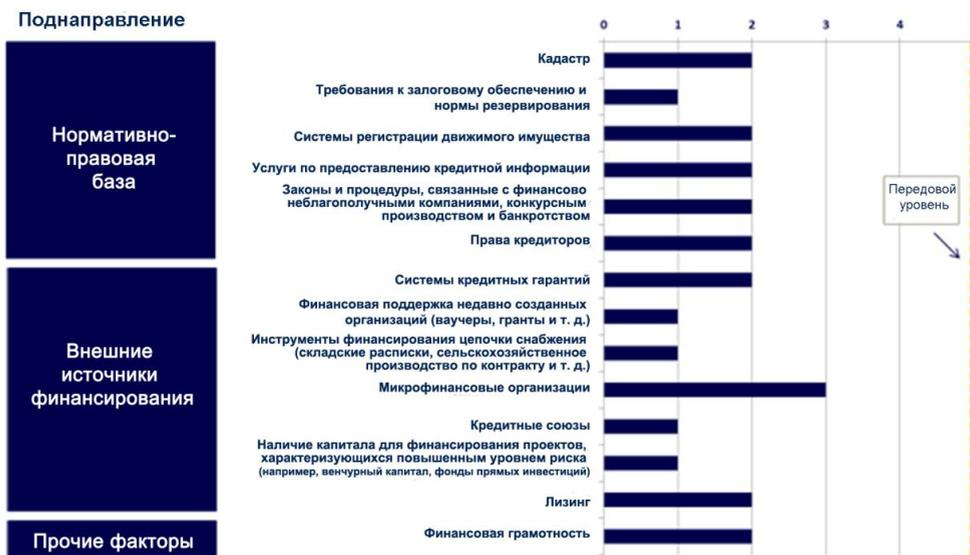 Поднаправление
0 1 2 3 4
Нормативно-
правовая
база
Кадастр
Требования к залоговому обеспечению и
нормы резервирования
Системы регистрации движимого имущества
Услуги по предоставлению кредитной информации
Законы и процедуры, связанные с финансово
неблагополучными компаниями, конкурсным
производством и банкротством
Права кредиторов
Передовой
уровень
Внешние
источники
финансирования
Системы кредитных гарантий
Финансовая поддержка недавно созданных
организаций (ваучеры, гранты и т. д.)
Инструменты финансирования цепочки снабжения
(складские расписки, сельскохозяйственное
производство по контракту и т. д.)
Микрофинансовые организации
Кредитные союзы
Наличие капитала для финансирования проектов,
характеризующихся повышенным уровнем риска
(например, венчурный капитал, фонды прямых инвестиций)
Лизинг
Прочие факторы
Финансовая грамотность